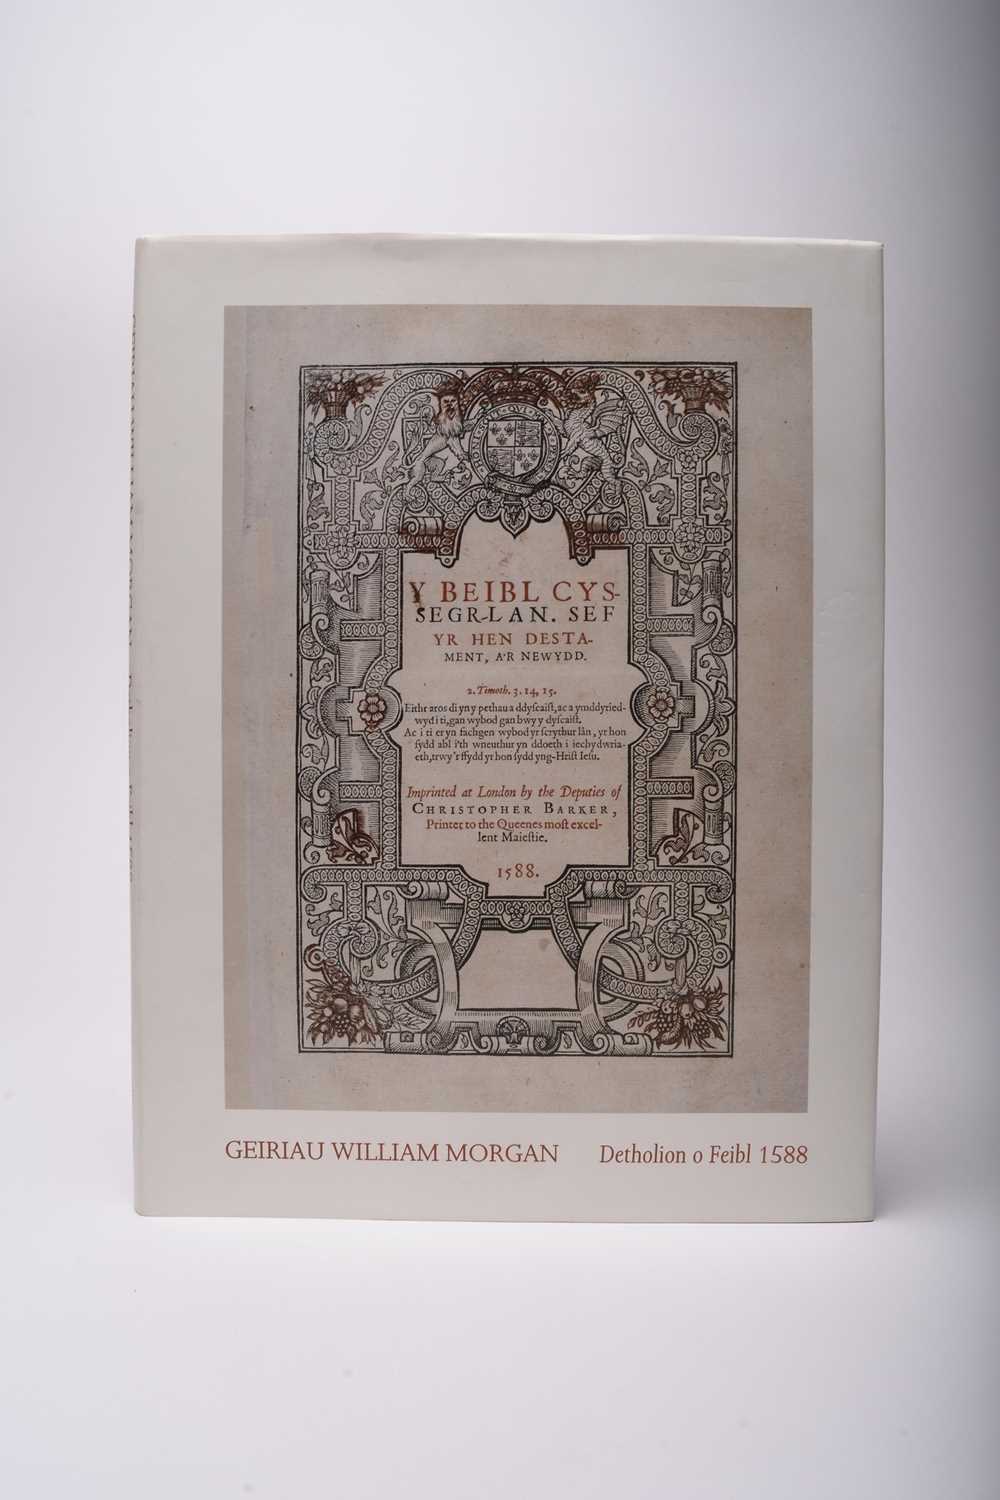 Y BEIBL CYS-
SEGR-LAN. SEF
YR HEN DESTA-
MENT, A'R NEWYDD.
2. Timoth. 3. 14, 15.
Eithr aros di yn y pethau a ddyſcaiſt, ac a ymddyried-
wyd i ti, gan wybod gan bwy y dyſcaiſt.
Ac i ti er yn fachgen wybod yr ſcrythur lân, yr hon
ſydd abl i'th wneuthur yn ddoeth i iechydwria-
eth, trwy'r ffydd yr hon ſydd yng-Hriſt Ieſu.
Imprinted at London by the Deputies of
CHRISTOPHER BARKER,
Printer to the Queenes moſt excel-
lent Maieſtie.
1588.
GEIRIAU WILLIAM MORGAN Detholion o Feibl 1588